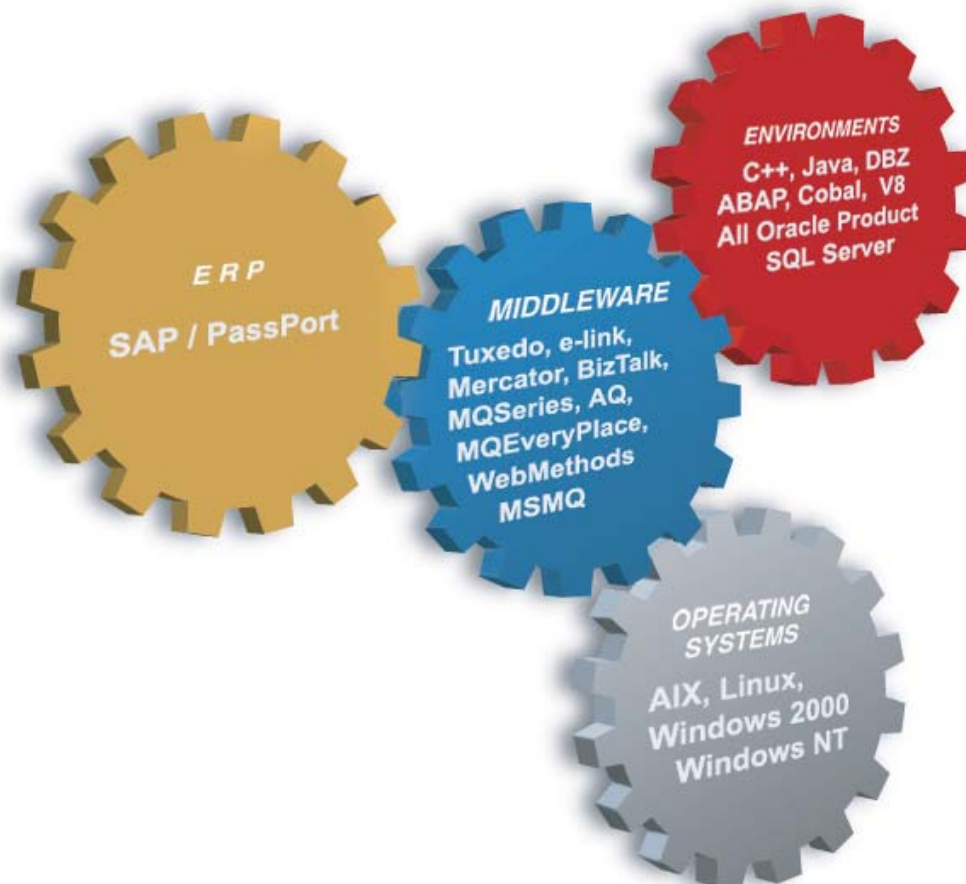 ERP
SAP / PassPort
MIDDLEWARE
Tuxedo, e-link,
Mercator, BizTalk,
MQSeries, AQ,
MQEveryPlace,
WebMethods
MSMQ
ENVIRONMENTS
C++, Java, DBZ
ABAP, Cobal, V8
All Oracle Product
SQL Server
OPERATING
SYSTEMS
AIX, Linux,
Windows 2000
Windows NT